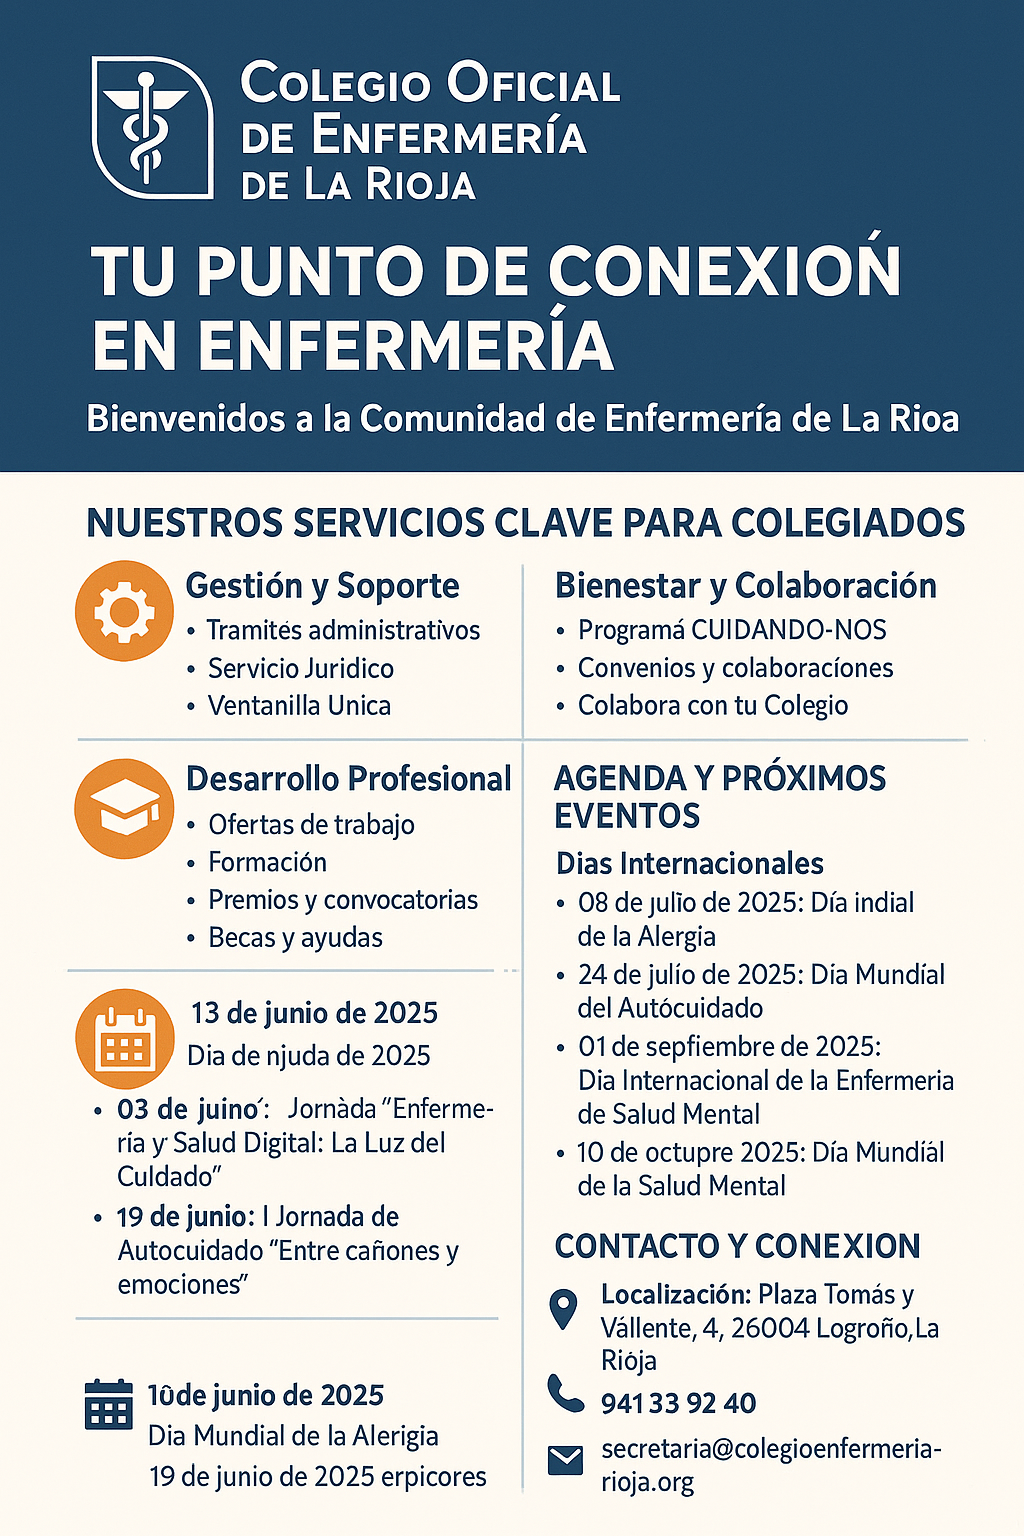 COLEGIO OFICIAL
DE ENFERMERÍA
DE LA RIOJA
TU PUNTO DE CONEXIOŃ
EN ENFERMERÍA
Bienvenidos a la Comunidad de Enfermería de La Rioa
NUESTROS SERVICIOS CLAVE PARA COLEGIADOS
Gestión y Soporte
• Tramites administrativos
• Servicio Juridico
• Ventanilla Unica
Bienestar y Colaboración
• Programá CUIDANDO-NOS
• Convenios y colaboracíones
• Colabora con tu Colegio
Desarrollo Profesional
• Ofertas de trabajo
• Formación
• Premios y convocatorias
• Becas y ayudas
13 de junio de 2025
Dia de njuda de 2025
• 03 de juino´: Jornàda "Enferme-
ría y Salud Digital: La Luz del
Culdado"
• 19 de junio: I Jornada de
Autocuidado "Entre cañones y
emociones"
10de junio de 2025
Dia Mundial de la Alerigia
19 de junio de 2025 erpicores
AGENDA Y PRÓXIMOS
EVENTOS
Dias Internacionales
• 08 de julio de 2025: Día indial
de la Alergia
• 24 de julío de 2025: Día Mundíal
del Autócuidado
• 01 de sepfiembre de 2025:
Dia Internacional de la Enfermeria
de Salud Mental
• 10 de octupre 2025: Día Mundíál
de la Salud Mental
CONTACTO Y CONEXION
Localización: Plaza Tomás y
Vállente, 4, 26004 Logroño,La
Riója
941 33 92 40
secretaria@colegioenfermeria-
rioja.org